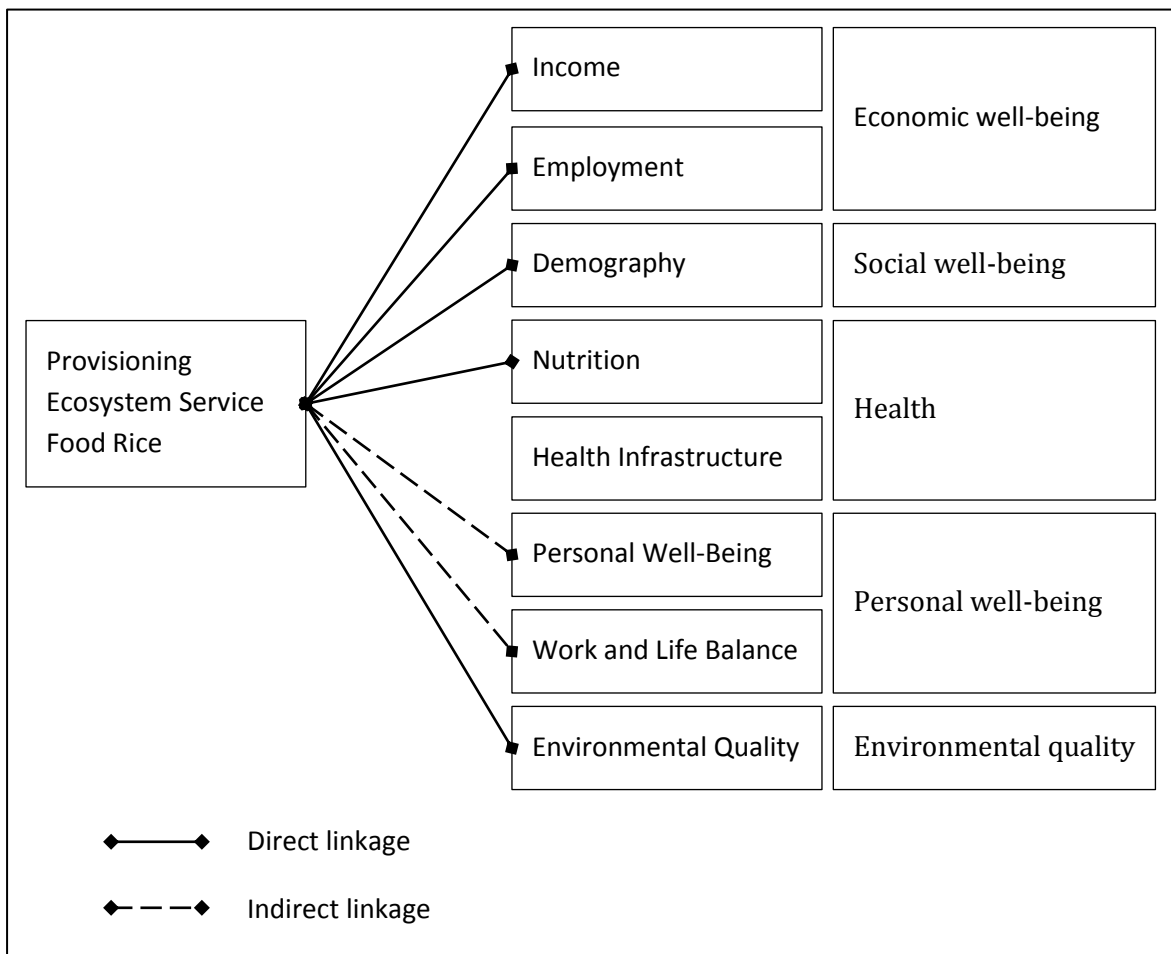 Income
Economic well-being
Employment
Demography
Social well-being
Provisioning
Ecosystem Service
Food Rice
Nutrition
Health
Health Infrastructure
Personal Well-Being
Personal well-being
Work and Life Balance
Environmental Quality
Environmental quality
Direct linkage
Indirect linkage